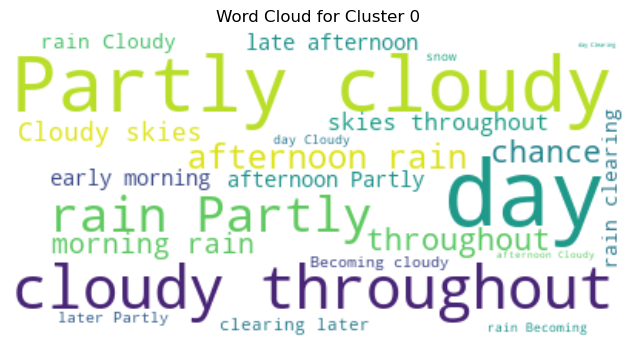 Word Cloud for Cluster 0
rain Cloudy
late afternoon
day Clearing
snow
Partly cloudy
Cloudy skies
skies throughout
day Cloudy
afternoon rain
chance
early morning
afternoon Partly
day
rain clearing
rain Partly
morning rain
throughout
afternoon Cloudy
Becoming cloudy
cloudy throughout
later Partly
clearing later
rain Becoming